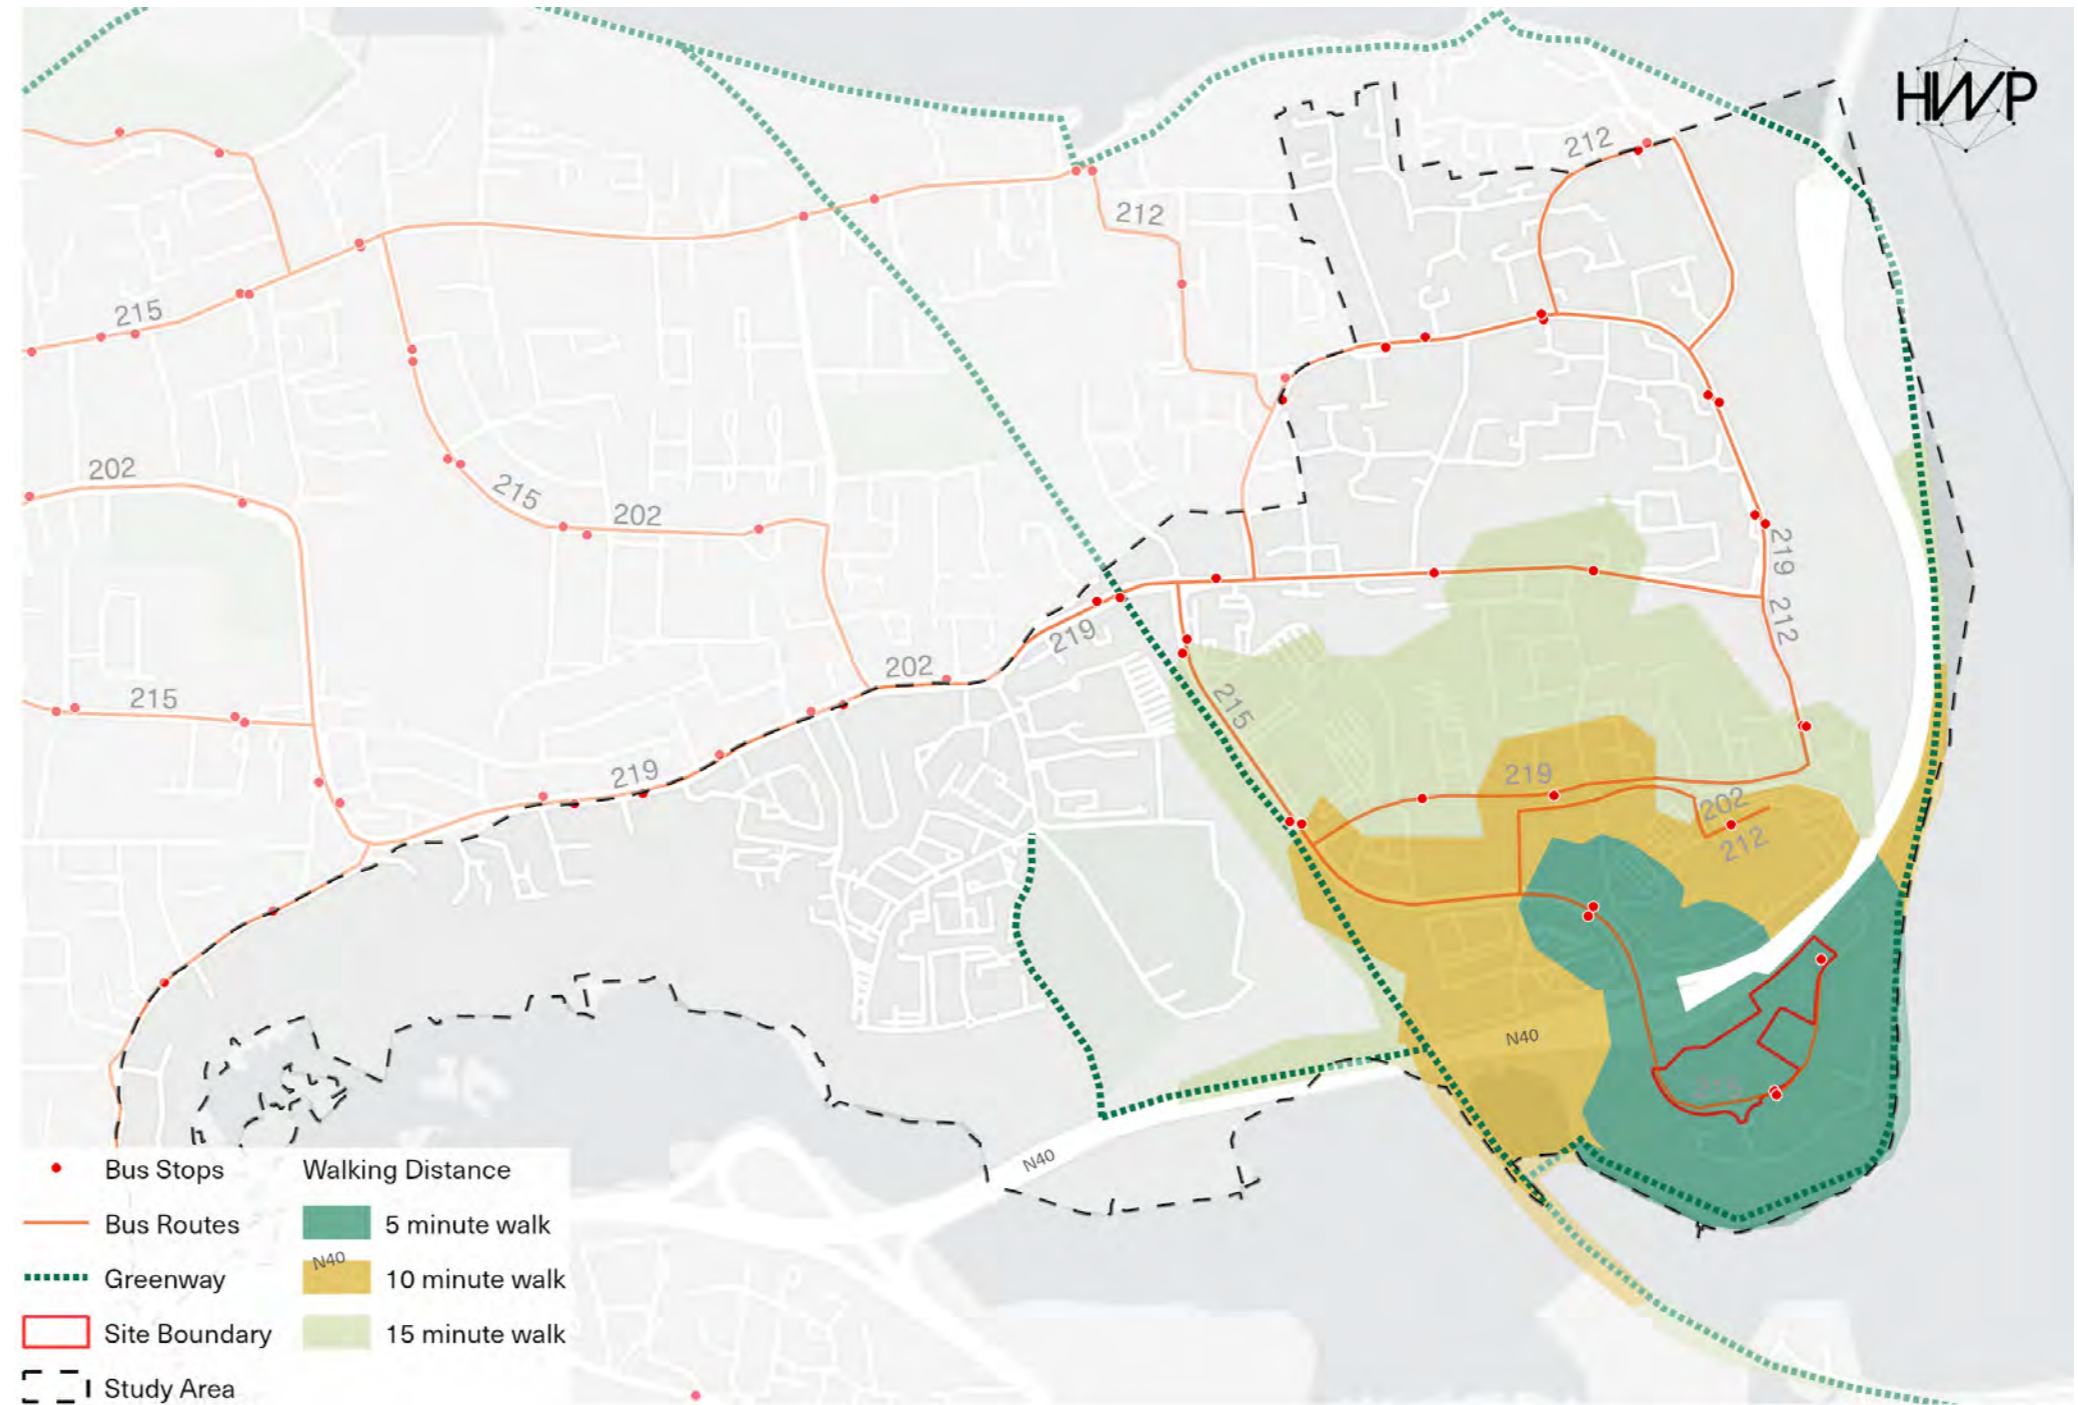 HWP
212
212
215
202
215
202
219
212
202
219
215
215
219
219
202
212
N40
215
N40
Bus Stops
Bus Routes
Greenway
Site Boundary
Study Area
Walking Distance
5 minute walk
N40
10 minute walk
15 minute walk